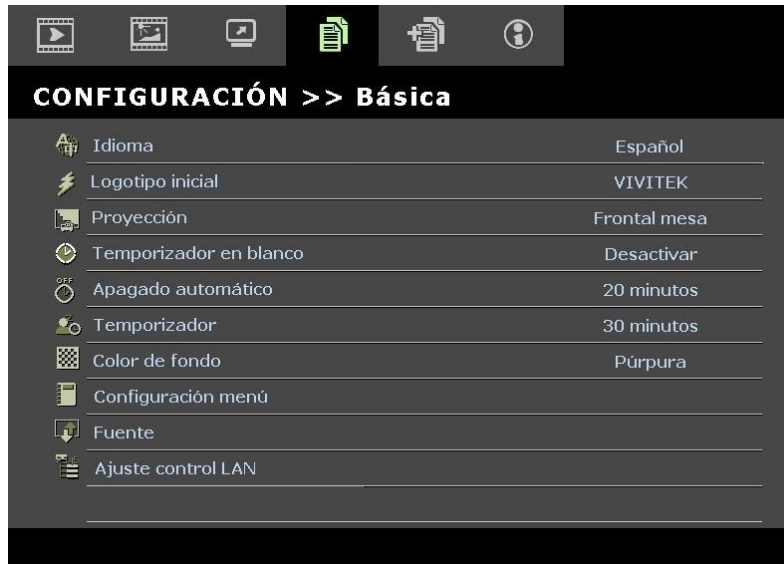 CONFIGURACIÓN >> Básica
Idioma Español
Logotipo inicial VIVITEK
Proyección Frontal mesa
Temporizador en blanco Desactivar
OFF
Apagado automático 20 minutos
Temporizador 30 minutos
Color de fondo Púrpura
Configuración menú
Fuente
Ajuste control LAN